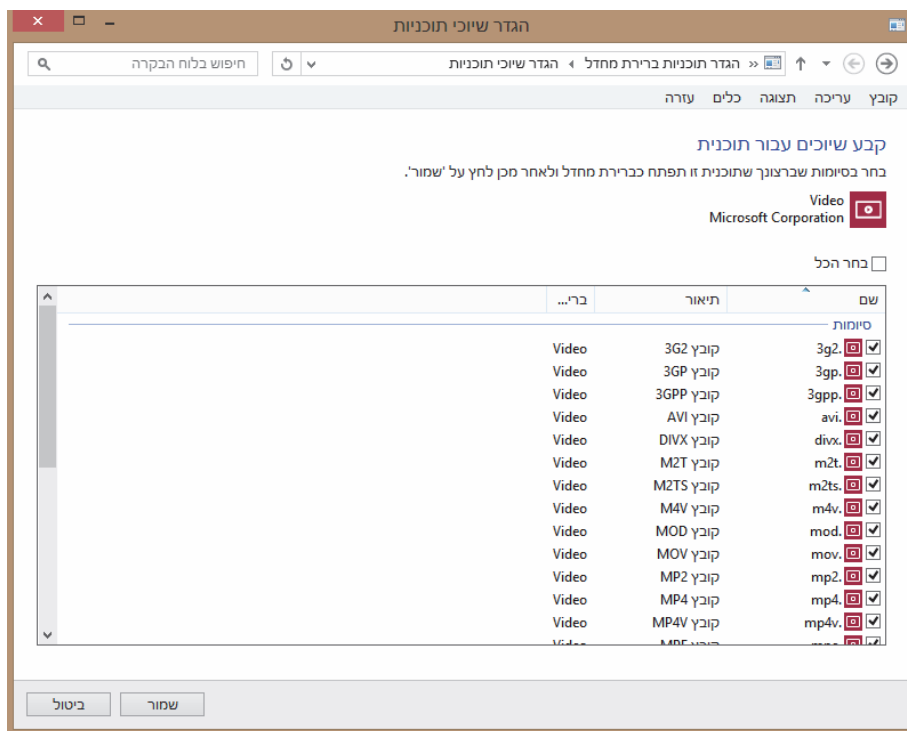 הגדר שיוכי תוכניות
« הגדר תוכניות ברירת מחדל הגדר שיוכי תוכניות חיפוש בלוח הבקרה
קובץ עריכה תצוגה כלים עזרה
קבע שיוכים עבור תוכנית
בחר בסיומות שברצונך שתוכנית זו תפתח כברירת מחדל ולאחר מכן לחץ על 'שמור'.
Video
Microsoft Corporation
בחר הכל
שם תיאור ברי...
סיומות
3g2. קובץ 3G2 Video
3gp. קובץ 3GP Video
3gpp. קובץ 3GPP Video
avi. קובץ AVI Video
divx. קובץ DIVX Video
m2t. קובץ M2T Video
m2ts. קובץ M2TS Video
m4v. קובץ M4V Video
mod. קובץ MOD Video
mov. קובץ MOV Video
mp2. קובץ MP2 Video
mp4. קובץ MP4 Video
mp4v. קובץ MP4V Video
שמור ביטול